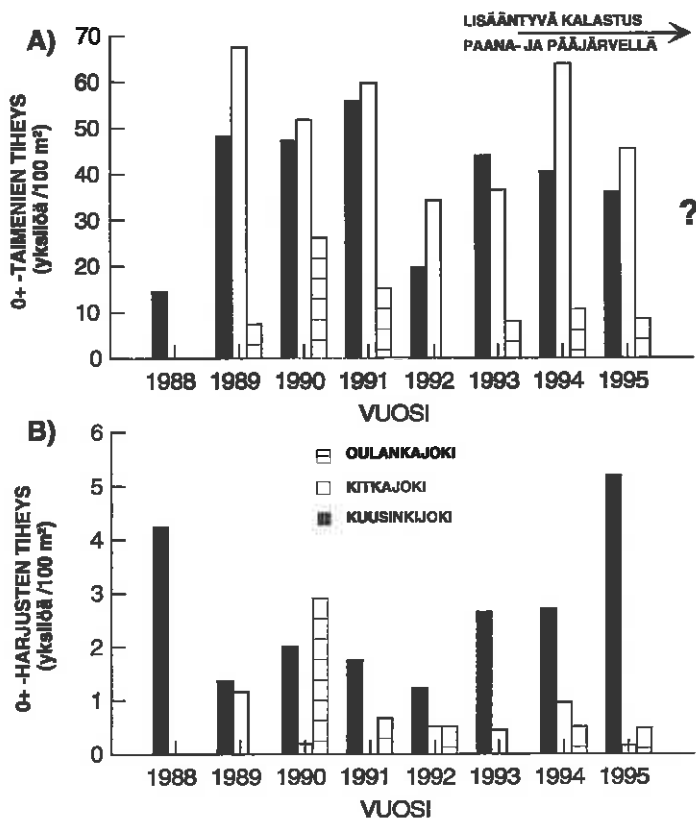 A)
LISÄÄNTYVÄ KALASTUS
PAANA- JA PÄÄJÄRVELLÄ
0+ -TAIMENIEN TIHEYS
(yksilöä /100 m²)
70
60
50
40
30
20
10
0
?
1988 1989 1990 1991 1992 1993 1994 1995
VUOSI
B)
0+ -HARJUSTEN TIHEYS
(yksilöä /100 m²)
6
5
4
3
2
1
0
OULANKAJOKI
KITKAJOKI
KUUSINKIJOKI
1988 1989 1990 1991 1992 1993 1994 1995
VUOSI